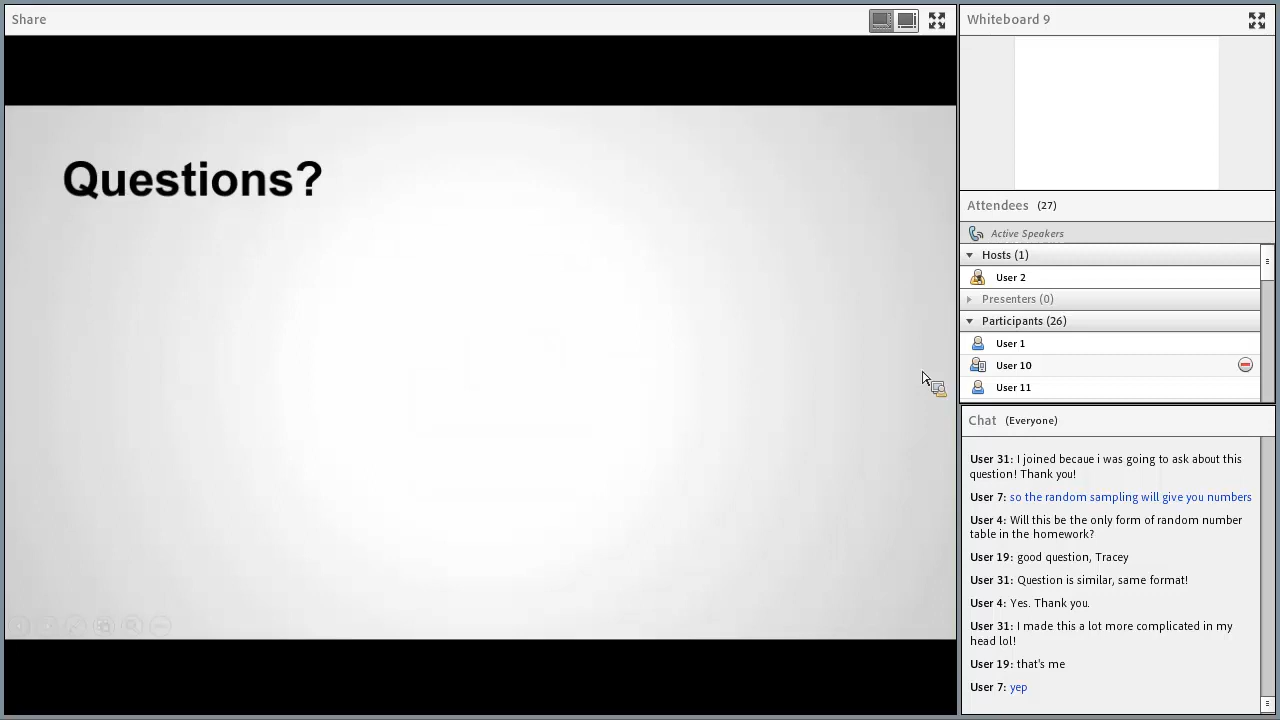 Share
Questions?
Whiteboard 9
Attendees (27)
Active Speakers
Hosts (1)
User 2
Presenters (0)
Participants (26)
User 1
User 10
User 11
Chat (Everyone)
User 31: I joined becaue i was going to ask about this
question! Thank you!
User 7: so the random sampling will give you numbers
User 4: Will this be the only form of random number
table in the homework?
User 19: good question, Tracey
User 31: Question is similar, same format!
User 4: Yes. Thank you.
User 31: I made this a lot more complicated in my
head lol!
User 19: that's me
User 7: yep